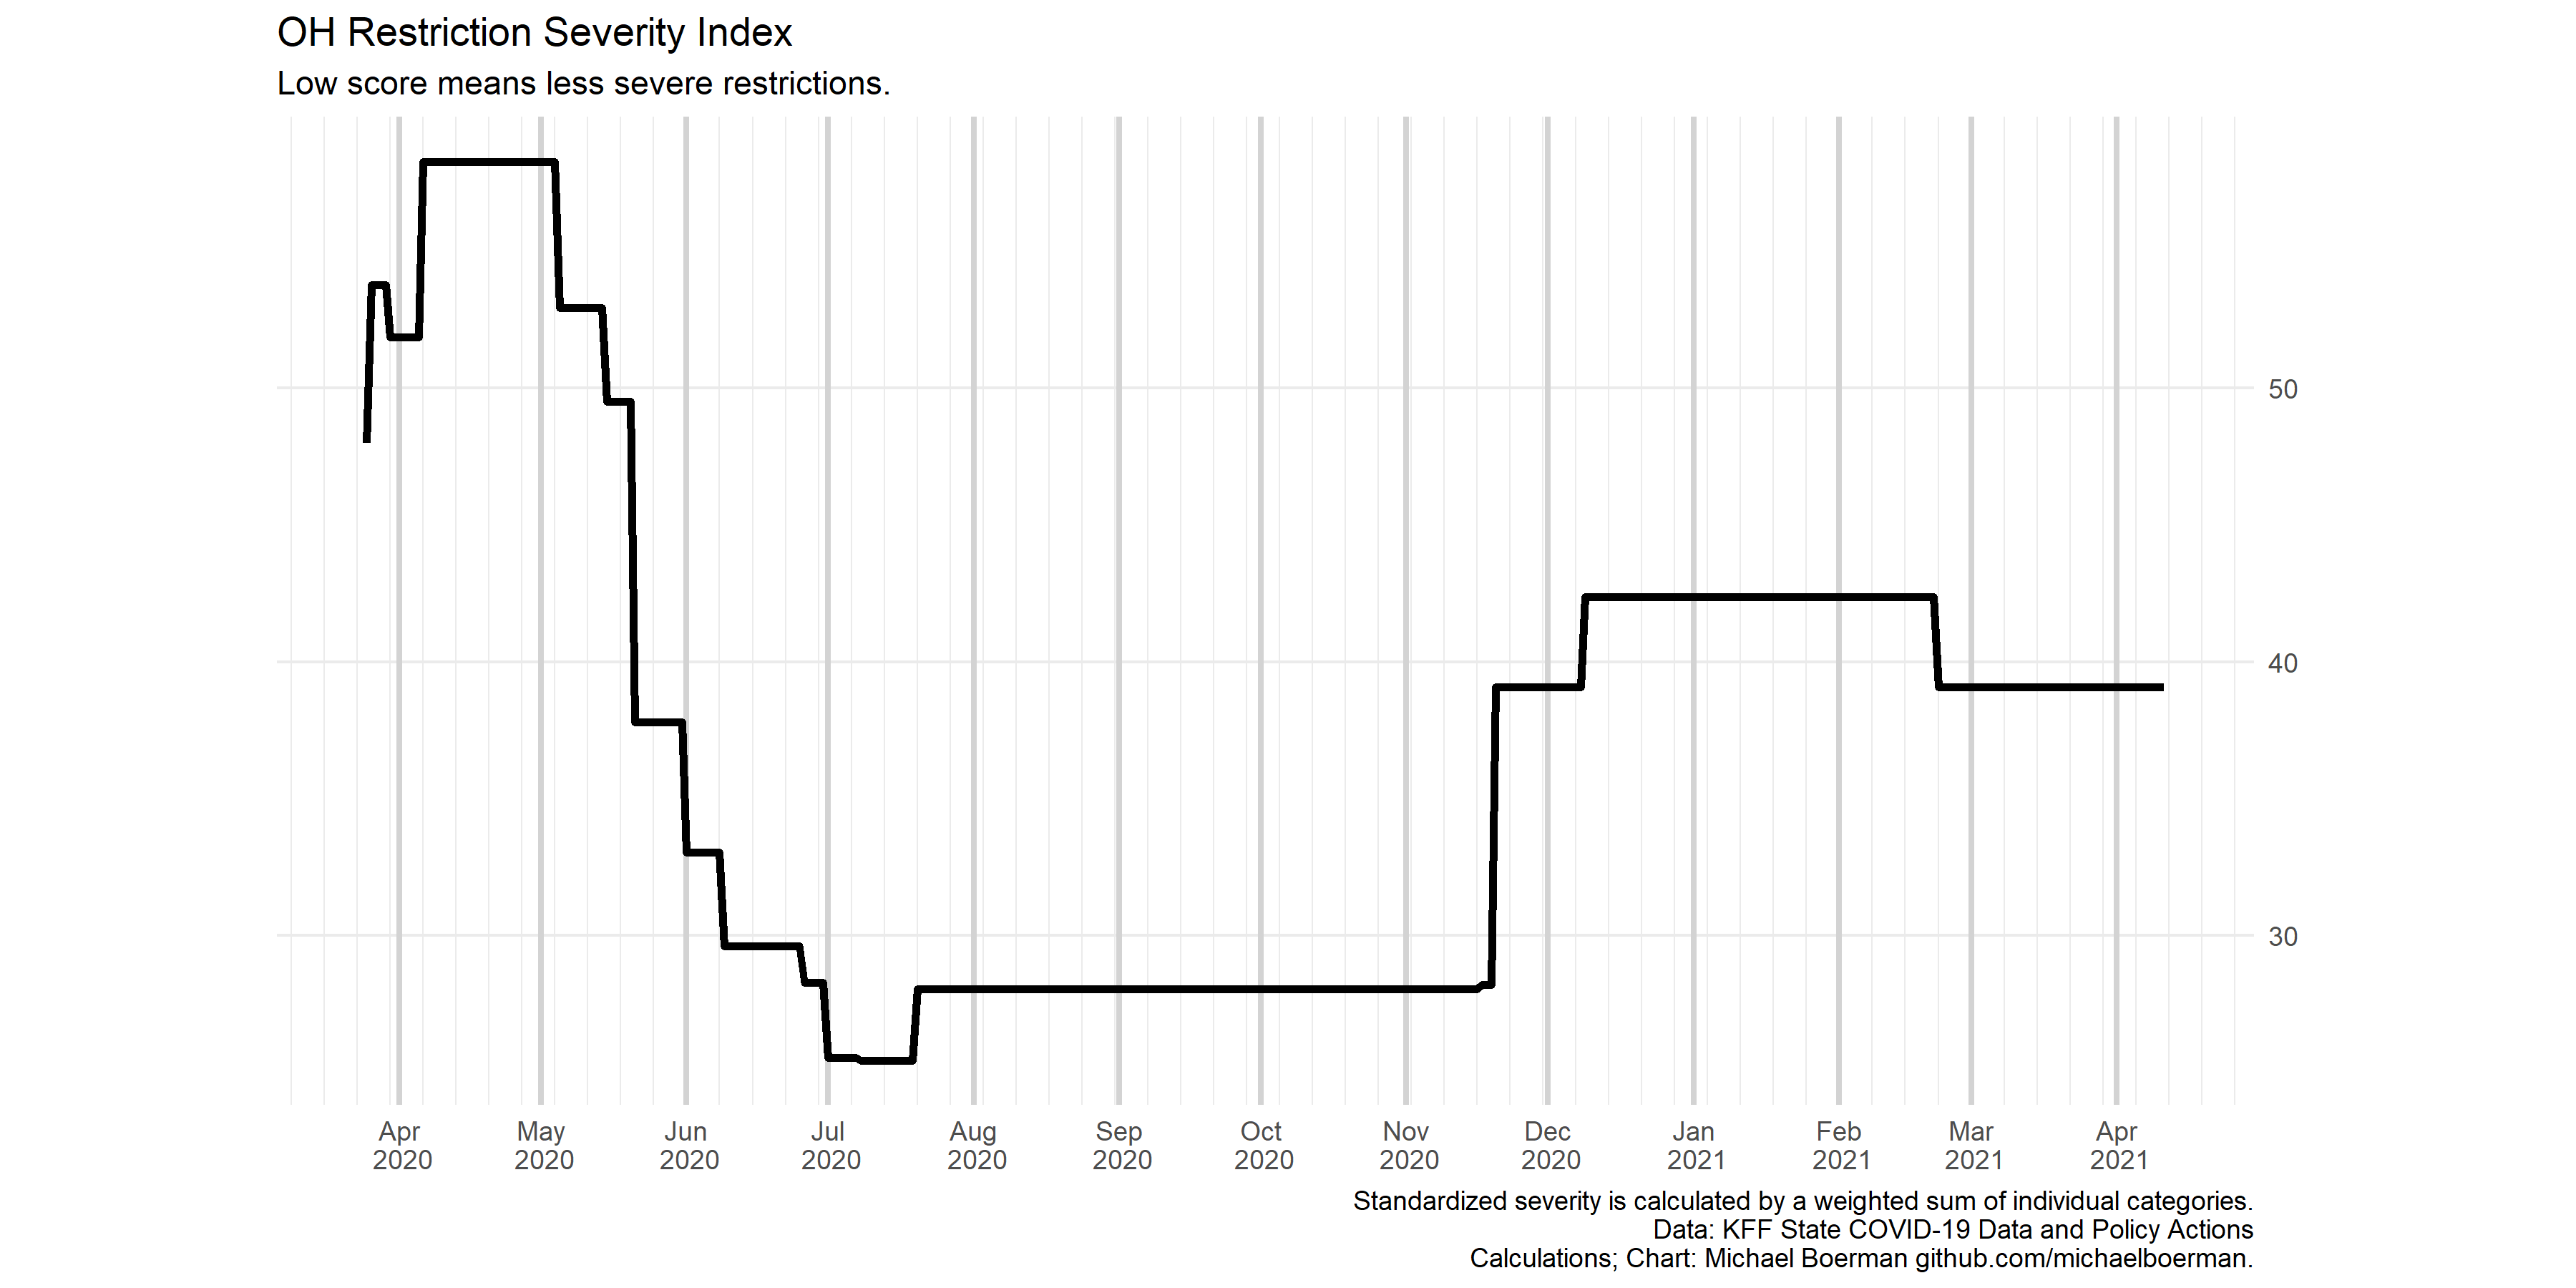 OH Restriction Severity Index
Low score means less severe restrictions.
50
40
30
Apr May Jun Jul Aug Sep Oct Nov Dec Jan Feb Mar Apr
2020 2020 2020 2020 2020 2020 2020 2020 2020 2021 2021 2021 2021
Standardized severity is calculated by a weighted sum of individual categories.
Data: KFF State COVID-19 Data and Policy Actions
Calculations; Chart: Michael Boerman github.com/michaelboerman.